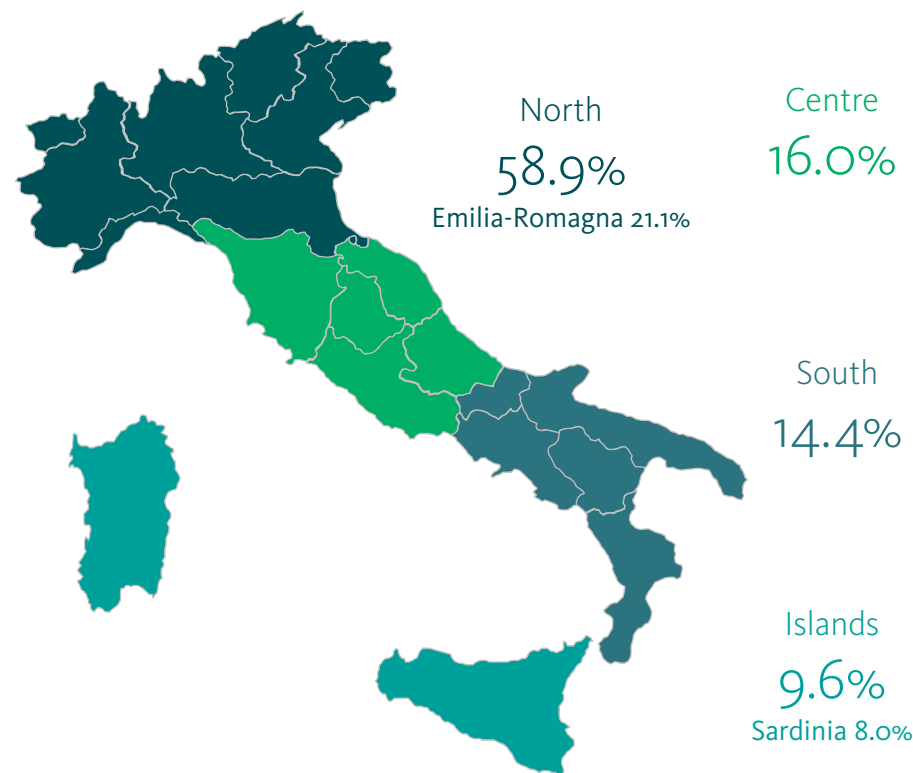 North
58.9%
Emilia-Romagna 21.1%
Centre
16.0%
South
14.4%
Islands
9.6%
Sardinia 8.0%